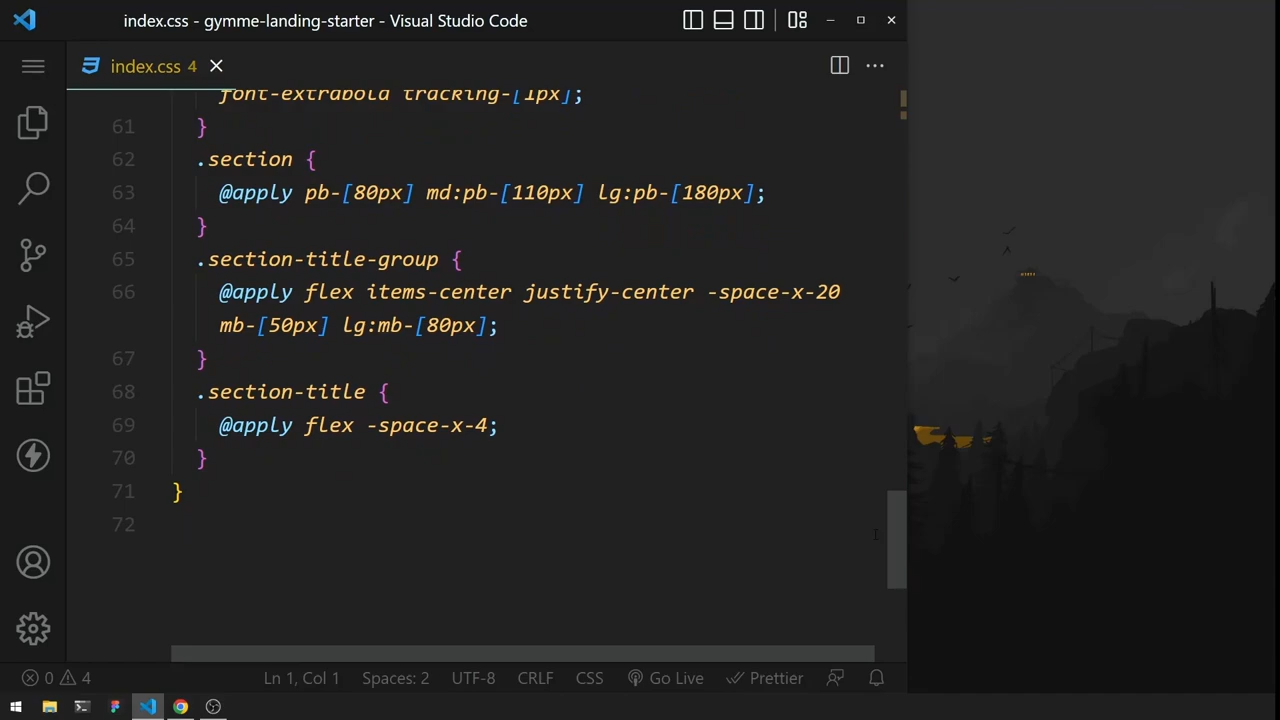 index.css - gymme-landing-starter - Visual Studio Code
index.css 4
font-extrabold tracking-[1px];
61 }
62 .section {
63 @apply pb-[80px] md:pb-[110px] lg:pb-[180px];
64 }
65 .section-title-group {
66 @apply flex items-center justify-center -space-x-20
mb-[50px] lg:mb-[80px];
67 }
68 .section-title {
69 @apply flex -space-x-4;
70 }
71 }
72
0 4 Ln 1, Col 1 Spaces: 2 UTF-8 CRLF CSS Go Live Prettier